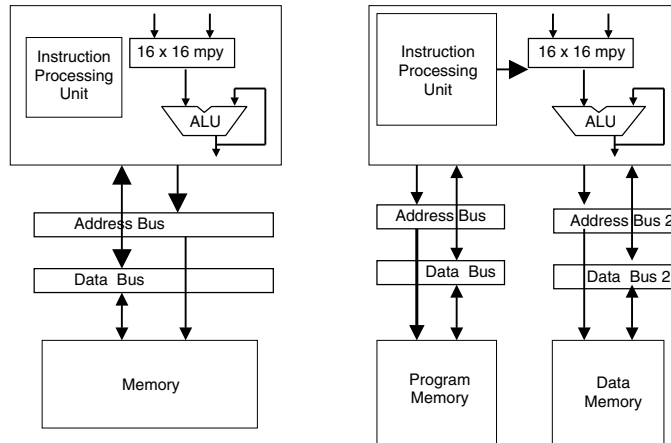 16 x 16 mpy
Instruction
Processing
Unit
ALU
Address Bus
Data Bus
Memory
Instruction
Processing
Unit
16 x 16 mpy
ALU
Address Bus
Address Bus 2
Data Bus
Data Bus 2
Program
Memory
Data
Memory